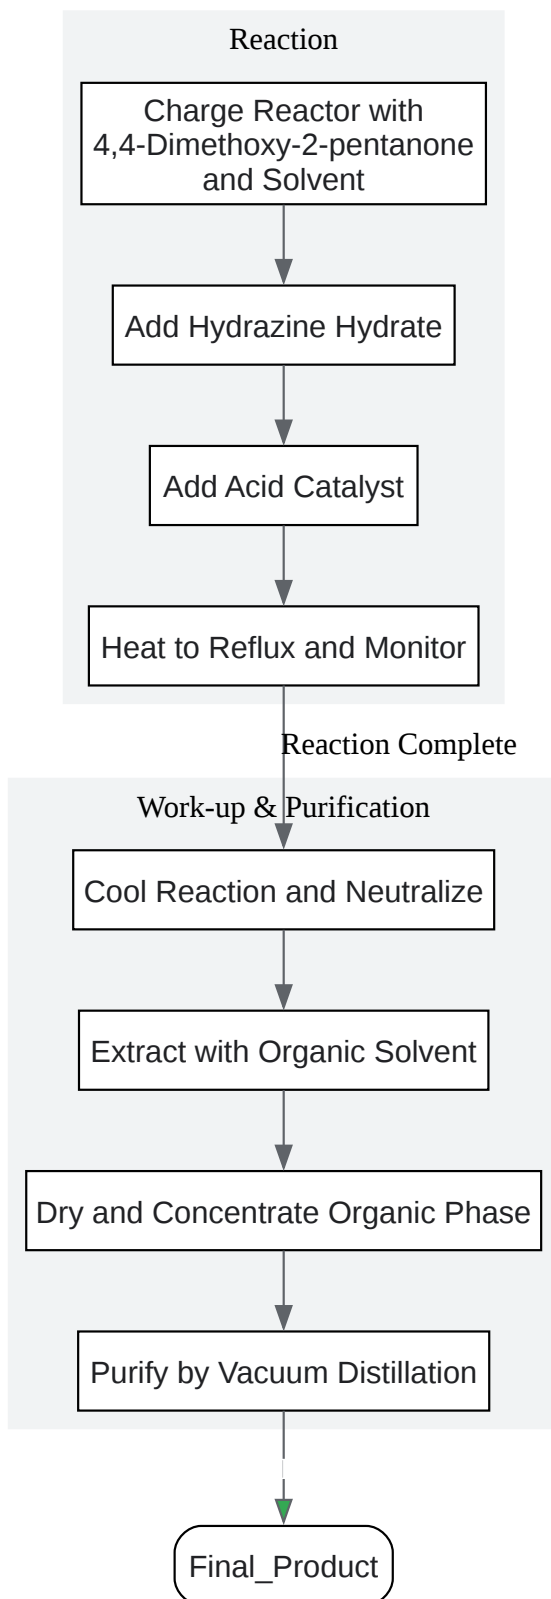 Reaction
Charge Reactor with
4,4-Dimethoxy-2-pentanone
and Solvent
Add Hydrazine Hydrate
Add Acid Catalyst
Heat to Reflux and Monitor
Reaction Complete
Work-up & Purification
Cool Reaction and Neutralize
Extract with Organic Solvent
Dry and Concentrate Organic Phase
Purify by Vacuum Distillation
Final_Product